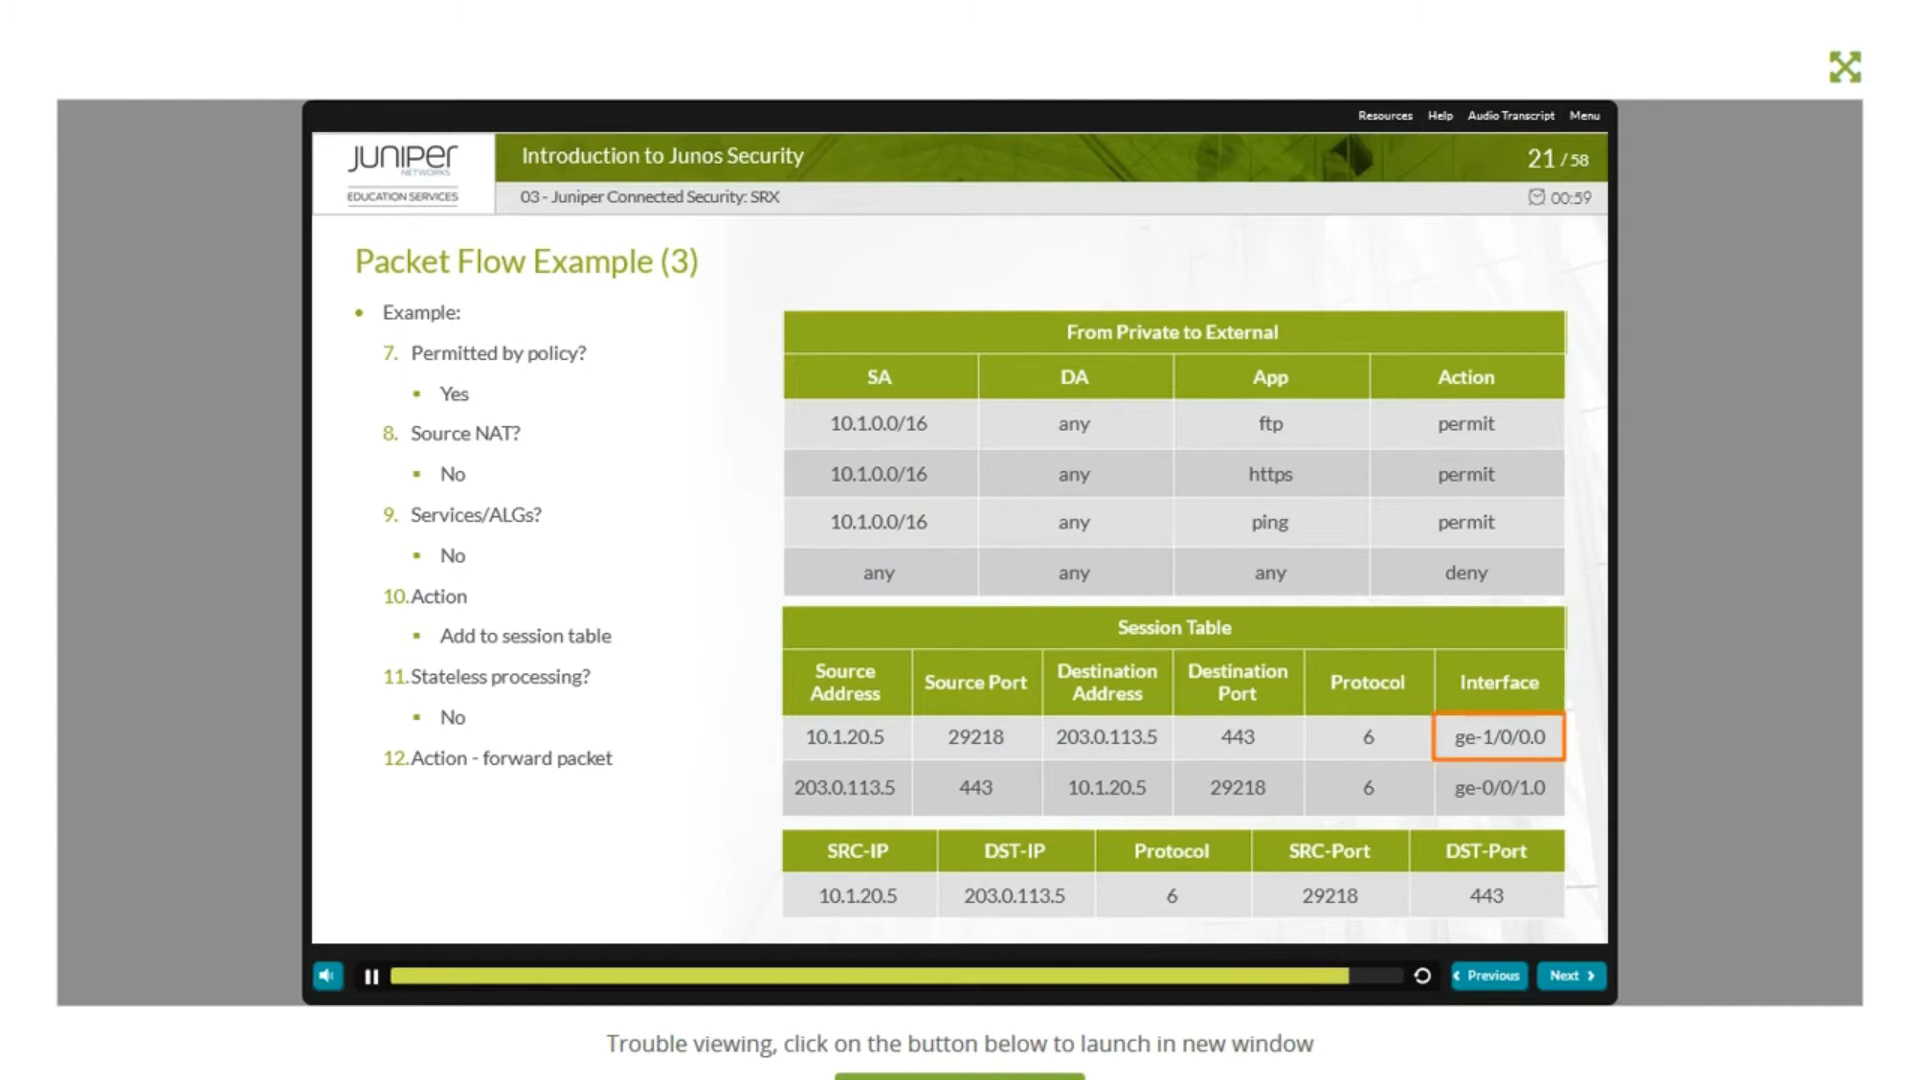 Resources Help Audio Transcript Menu
JUNIPER
NETWORKS
EDUCATION SERVICES
Introduction to Junos Security
21 / 58
03 - Juniper Connected Security: SRX
00:59
Packet Flow Example (3)
• Example:
7. Permitted by policy?
▪ Yes
8. Source NAT?
▪ No
9. Services/ALGs?
▪ No
10. Action
▪ Add to session table
11. Stateless processing?
▪ No
12. Action - forward packet
From Private to External
SA DA App Action
10.1.0.0/16 any ftp permit
10.1.0.0/16 any https permit
10.1.0.0/16 any ping permit
any any any deny
Session Table
Source Address Source Port Destination Address Destination Port Protocol Interface
10.1.20.5 29218 203.0.113.5 443 6 ge-1/0/0.0
203.0.113.5 443 10.1.20.5 29218 6 ge-0/0/1.0
SRC-IP DST-IP Protocol SRC-Port DST-Port
10.1.20.5 203.0.113.5 6 29218 443
Previous Next
Trouble viewing, click on the button below to launch in new window